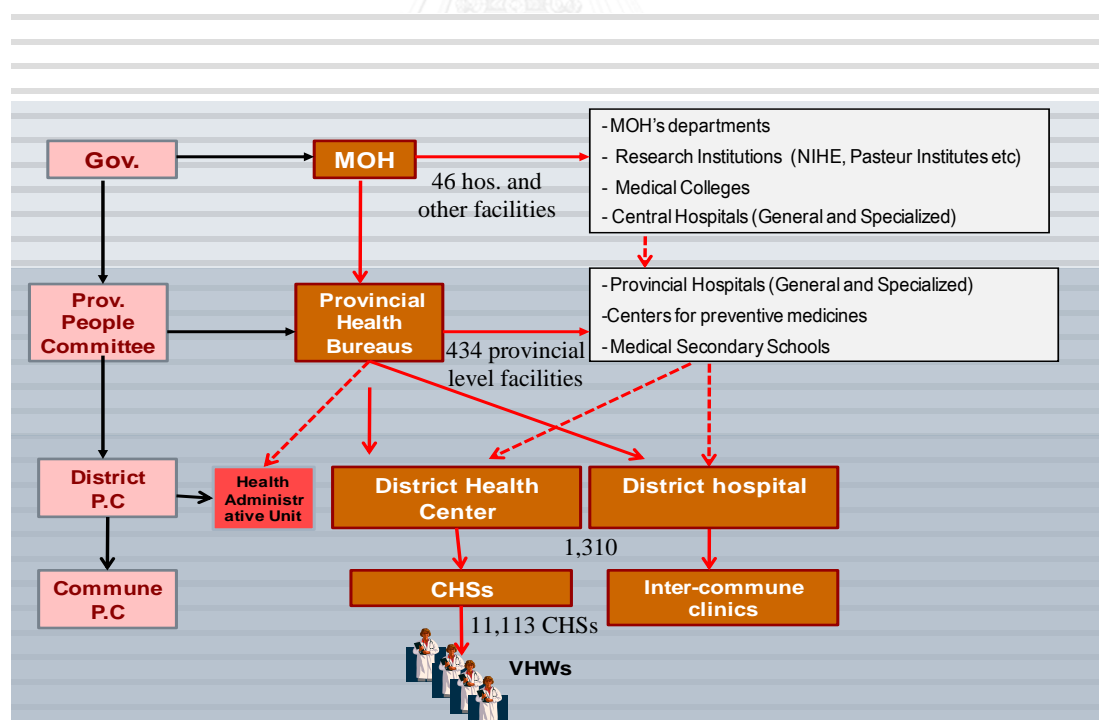 Gov.
MOH
46 hos. and
other facilities
- MOH's departments
- Research Institutions (NIHE, Pasteur Institutes etc)
- Medical Colleges
- Central Hospitals (General and Specialized)
Prov.
People
Committee
Provincial
Health
Bureaus
434 provincial
level facilities
- Provincial Hospitals (General and Specialized)
-Centers for preventive medicines
- Medical Secondary Schools
District
P.C
Health
Administr
ative Unit
District Health
Center
District hospital
1,310
Commune
P.C
CHSs
Inter-commune
clinics
11,113 CHSs
VHWs